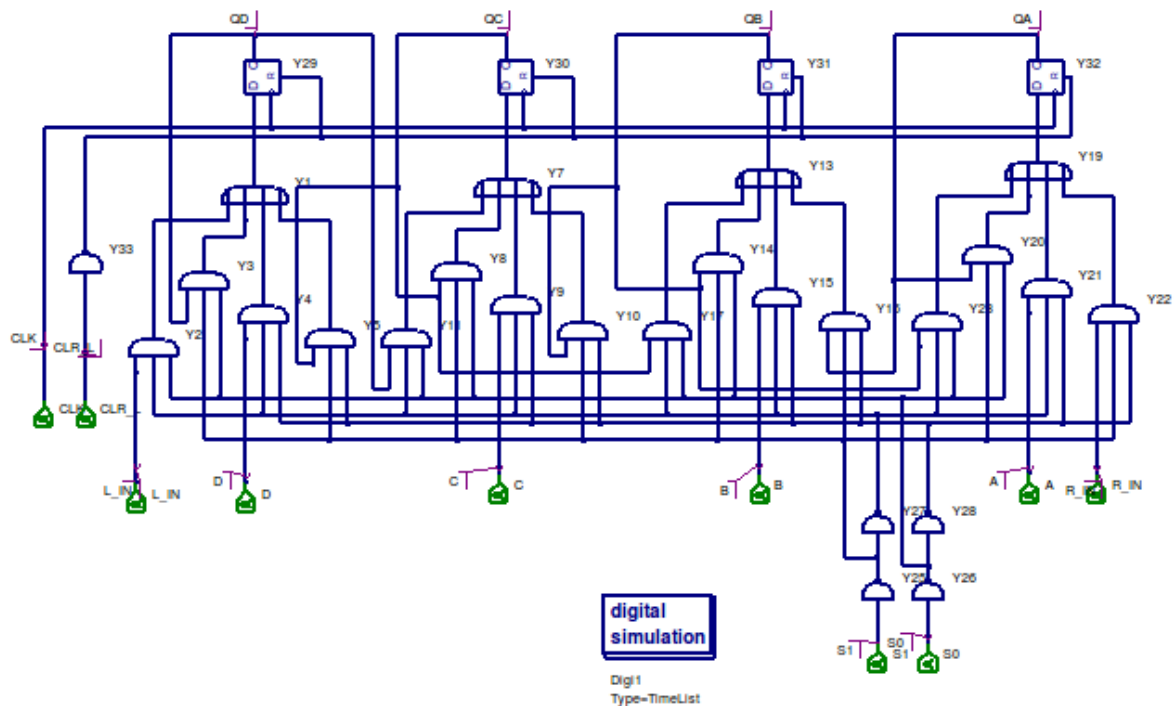 QD QC QB QA
Y29 Y30 Y31 Y32
Y1 Y7 Y13 Y19
Y33 Y3 Y8 Y14 Y20
Y4 Y9 Y15 Y21
Y2 Y5 Y11 Y10 Y17 Y16 Y23 Y22
CLK CLR_L
CLK CLR_L
L_IN L_IN D D C C B B A A R_IN R_IN
Y27 Y28
Y25 Y26
S1 S0 S1 S0
digital
simulation
Digi1
Type=TimeList